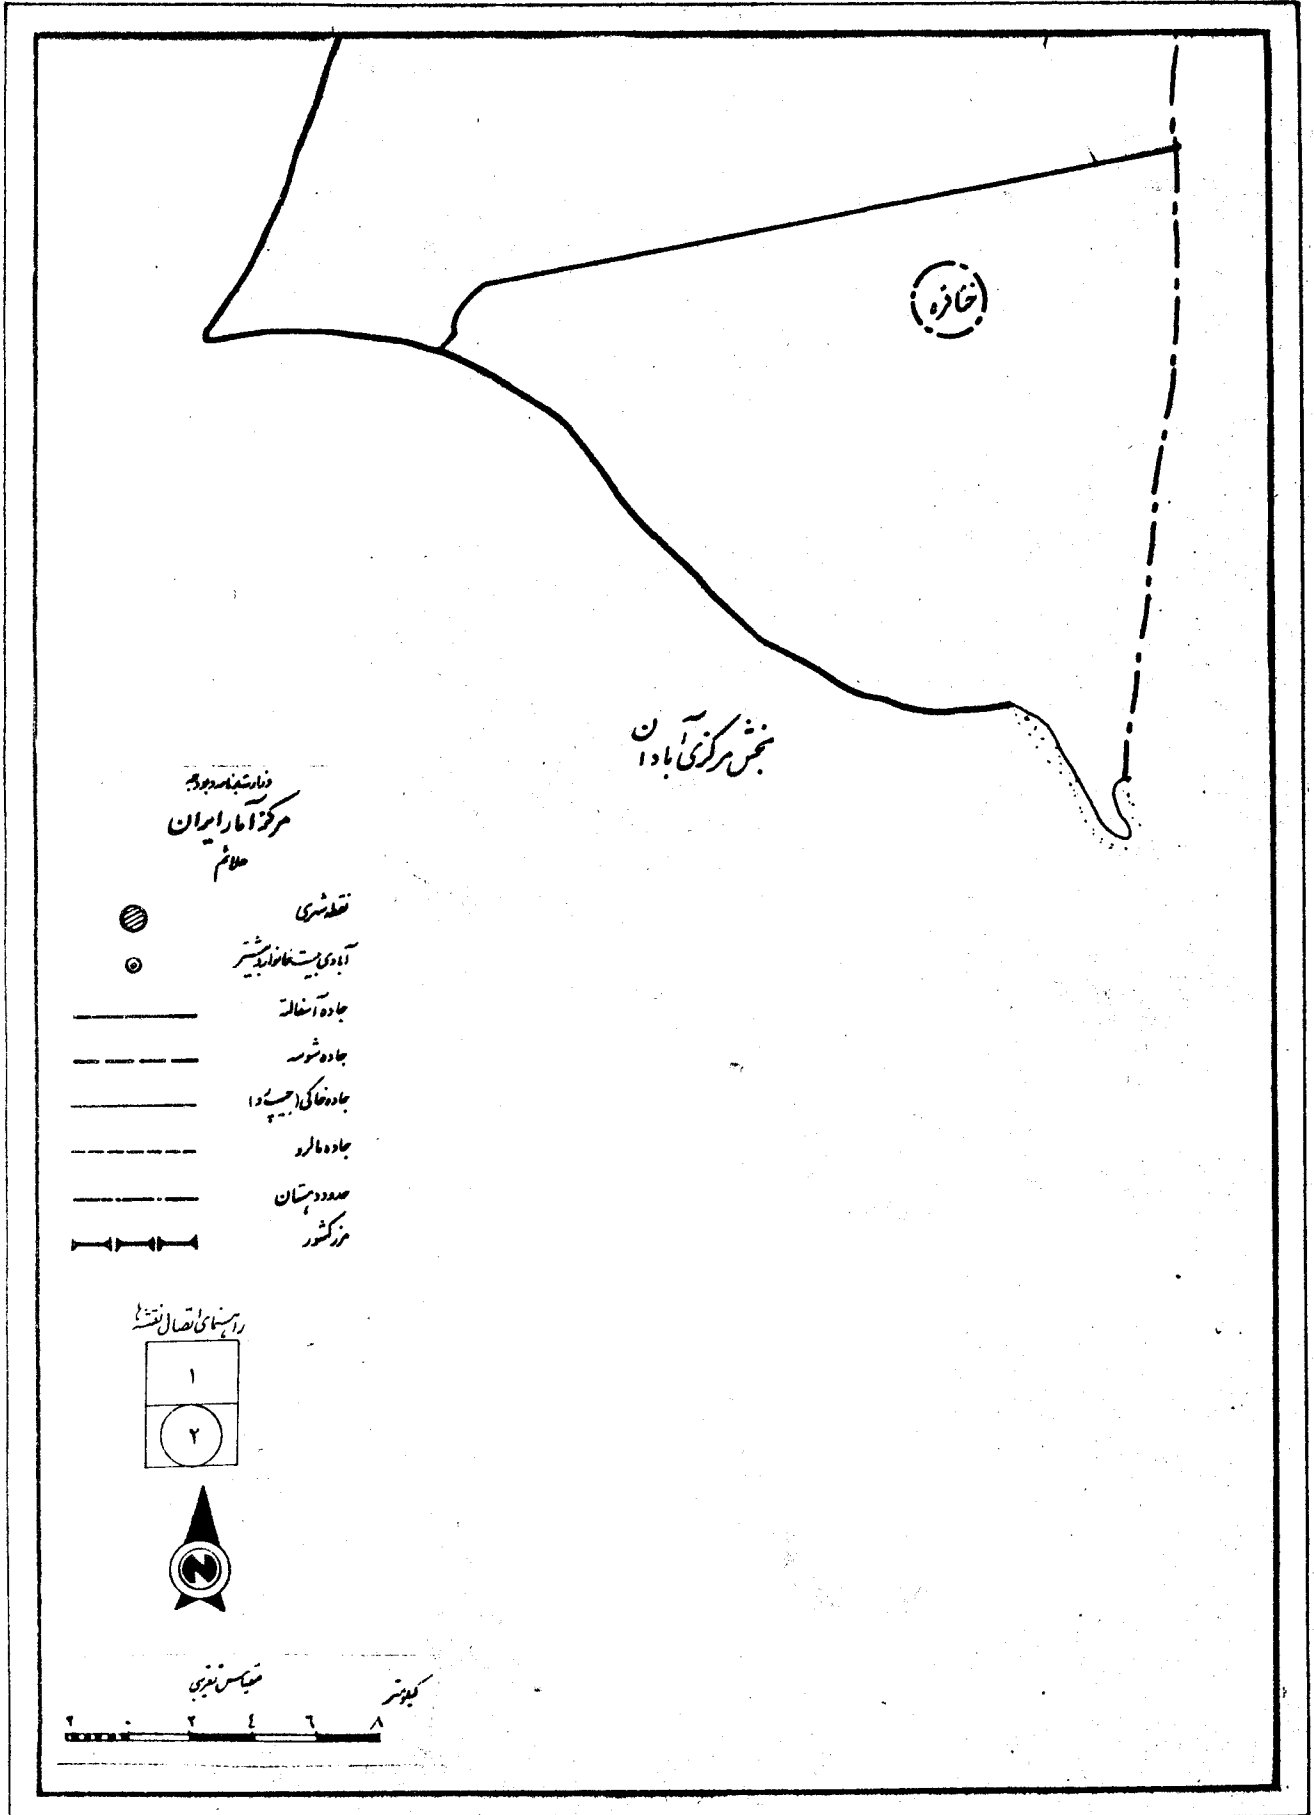 خنافره
بخش مرکزی آبادان
وزارت برنامه و بودجه
مرکز آمار ایران
علائم
نقطه شهری
آبادی بیست خانوار و بیشتر
جاده آسفالته
جاده شوسه
جاده خاکی (جیپ رو)
جاده مالرو
حدود دهستان
مرز کشور
راهنمای اتصال نقشه‌ها
۱
۲
N
مقیاس تقریبی
کیلومتر
۲ ۰ ۲ ۴ ۶ ۸